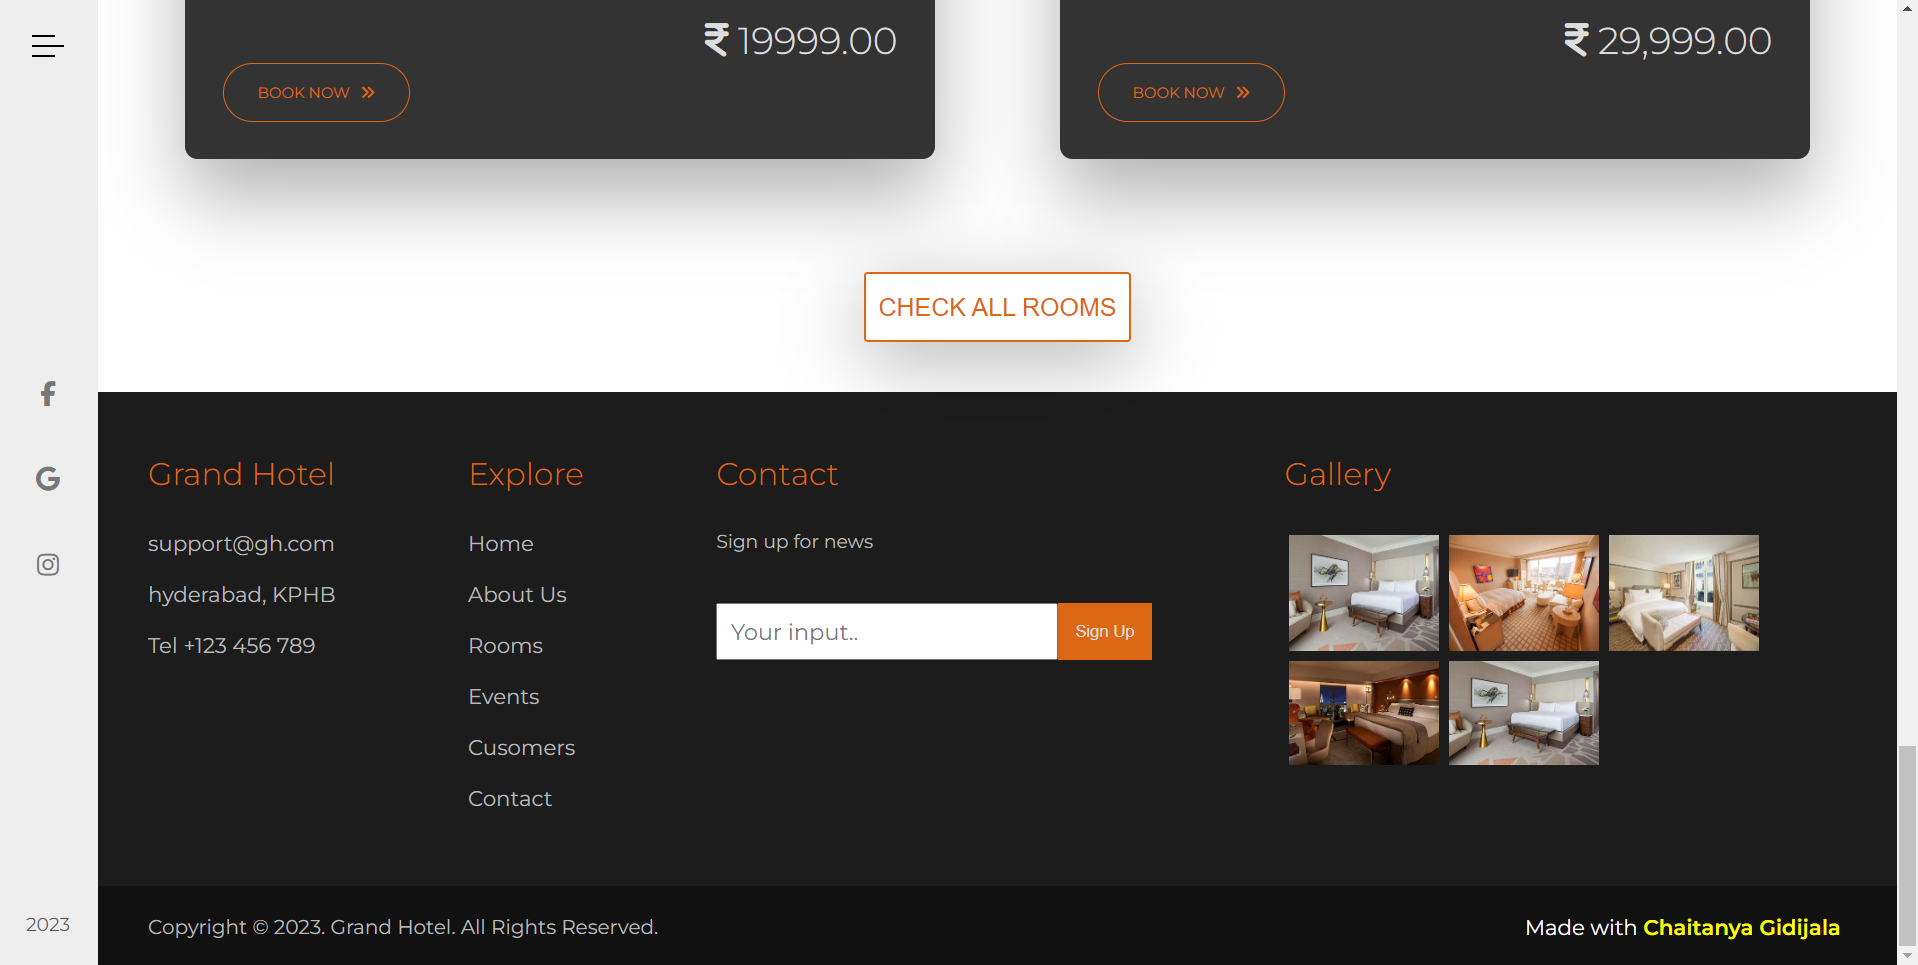 ₹ 19999.00
BOOK NOW »
₹ 29,999.00
BOOK NOW »
CHECK ALL ROOMS
Grand Hotel
support@gh.com
hyderabad, KPHB
Tel +123 456 789
Explore
Home
About Us
Rooms
Events
Cusomers
Contact
Contact
Sign up for news
Your input..
Sign Up
Gallery
2023
Copyright © 2023. Grand Hotel. All Rights Reserved.
Made with Chaitanya Gidijala